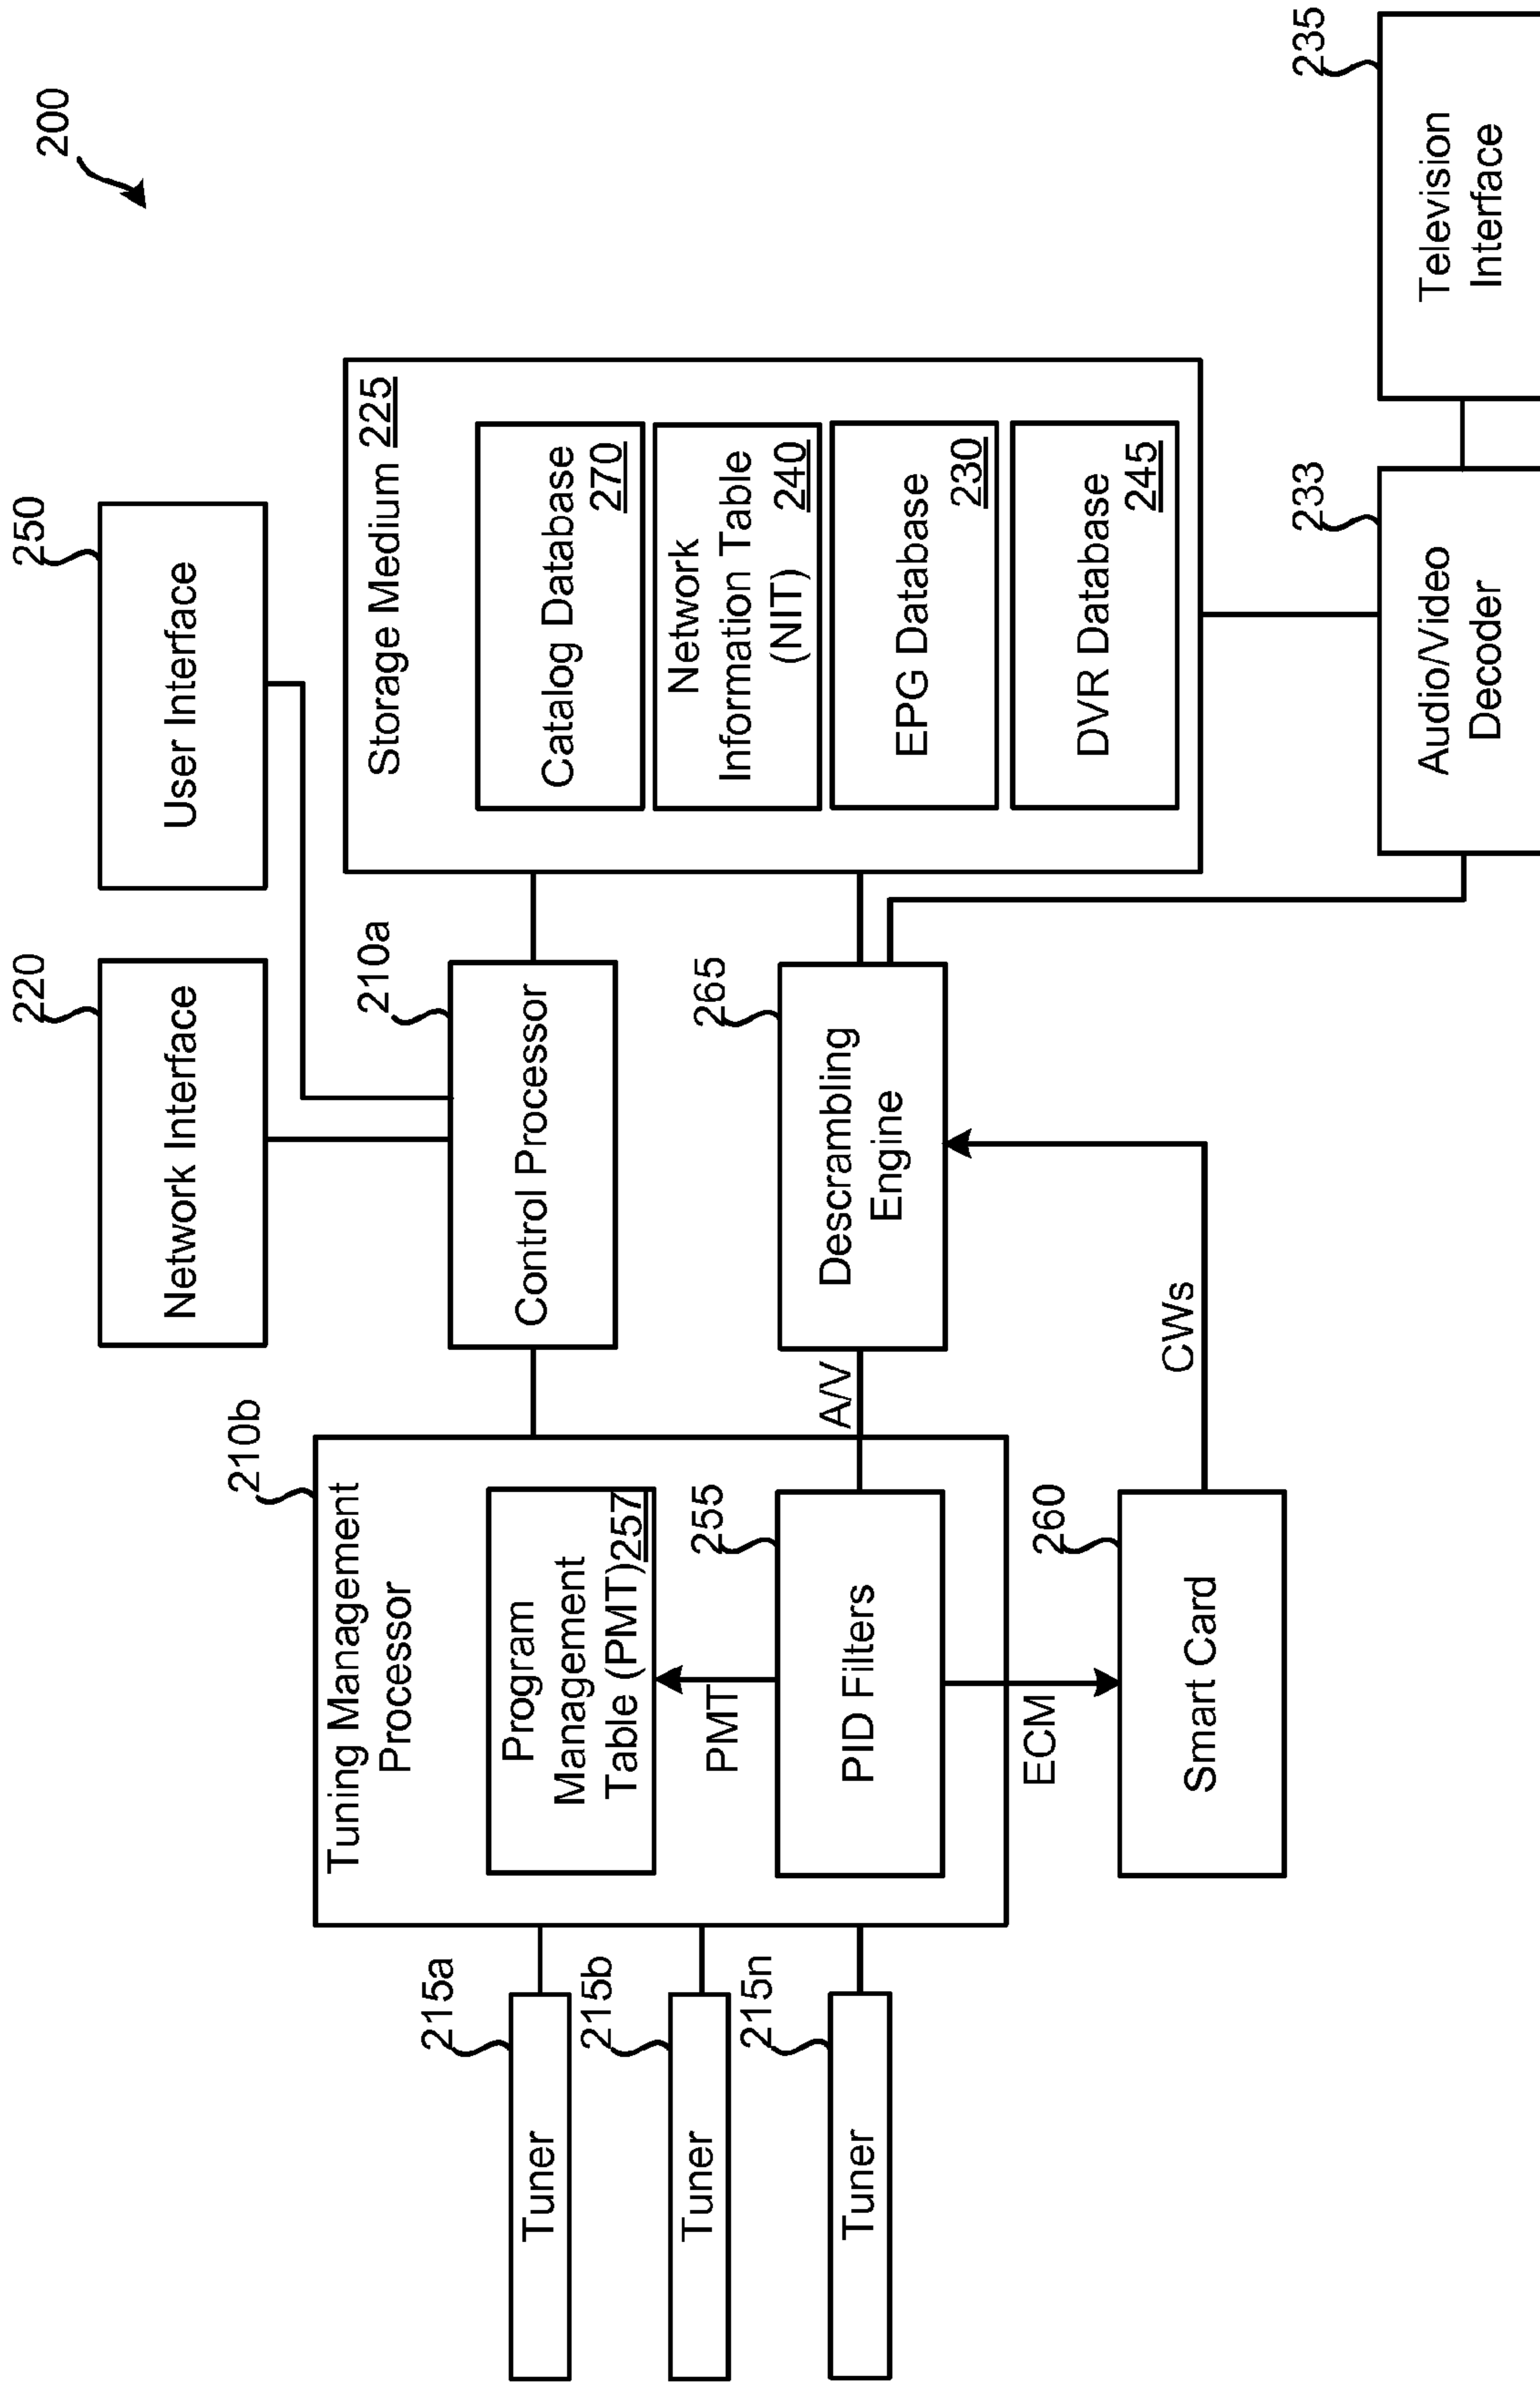 200
220
Network Interface
250
User Interface
210b
Tuning Management
Processor
Program
Management
Table (PMT)257
PMT
255
PID Filters
ECM
215a
Tuner
215b
Tuner
215n
Tuner
210a
Control Processor
A/V
265
Descrambling
Engine
260
Smart Card
CWs
Storage Medium 225
Catalog Database
270
Network
Information Table
(NIT) 240
EPG Database
230
DVR Database
245
233
Audio/Video
Decoder
235
Television
Interface